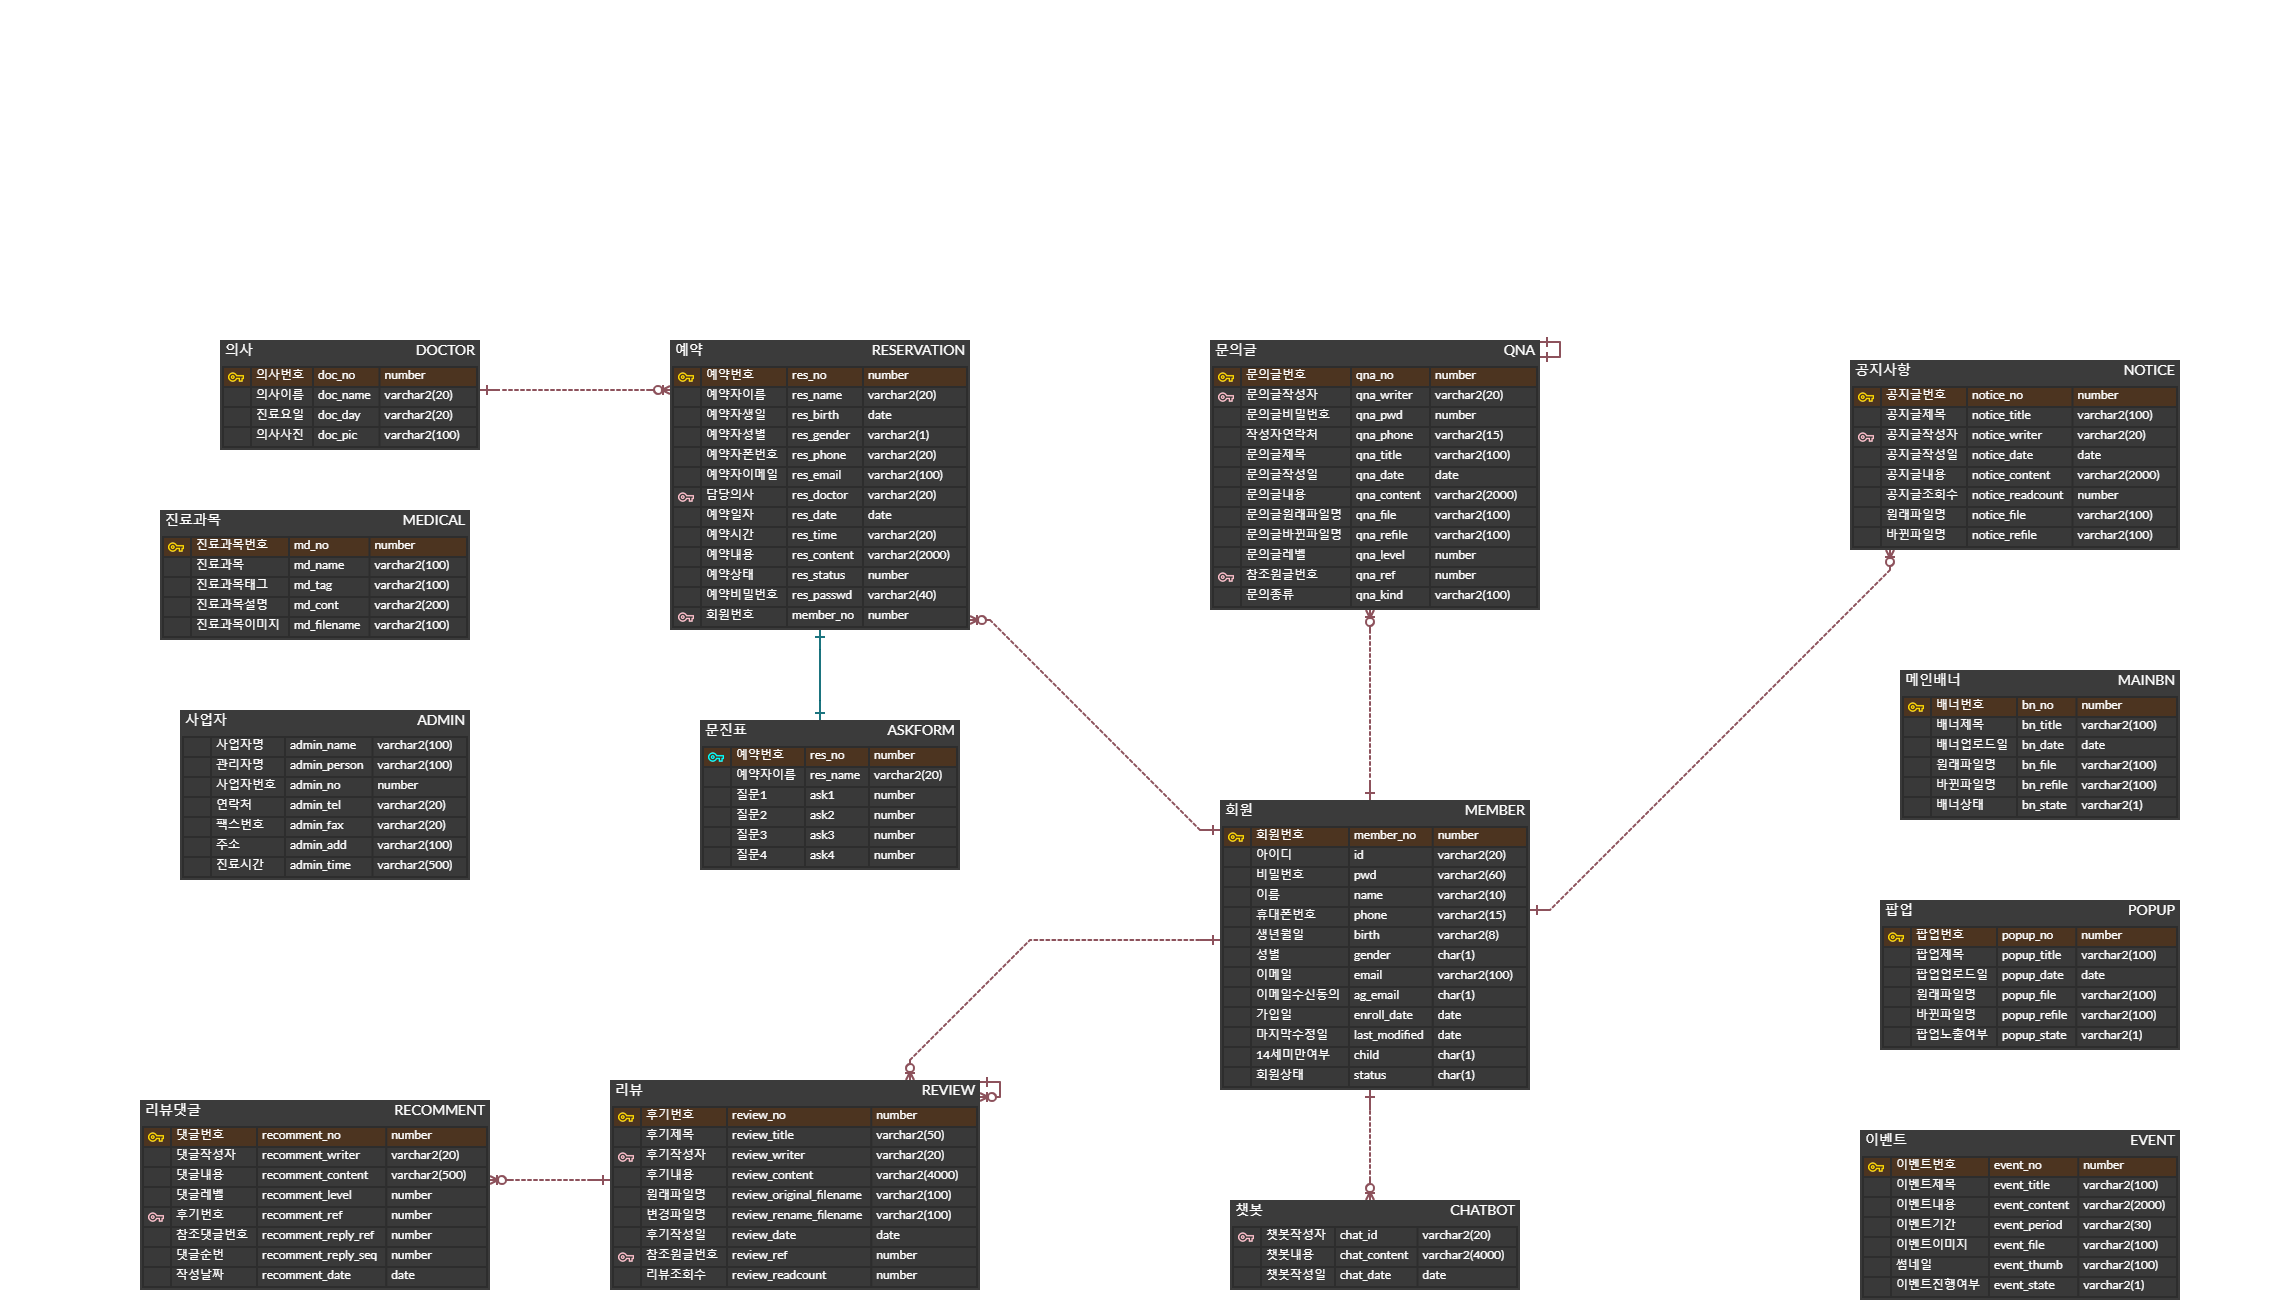 의사 DOCTOR
의사번호 doc_no number
의사이름 doc_name varchar2(20)
진료요일 doc_day varchar2(20)
의사사진 doc_pic varchar2(100)
진료과목 MEDICAL
진료과목번호 md_no number
진료과목 md_name varchar2(100)
진료과목태그 md_tag varchar2(100)
진료과목설명 md_cont varchar2(200)
진료과목이미지 md_filename varchar2(100)
사업자 ADMIN
사업자명 admin_name varchar2(100)
관리자명 admin_person varchar2(100)
사업자번호 admin_no number
연락처 admin_tel varchar2(20)
팩스번호 admin_fax varchar2(20)
주소 admin_add varchar2(100)
진료시간 admin_time varchar2(500)
예약 RESERVATION
예약번호 res_no number
예약자이름 res_name varchar2(20)
예약자생일 res_birth date
예약자성별 res_gender varchar2(1)
예약자폰번호 res_phone varchar2(20)
예약자이메일 res_email varchar2(100)
담당의사 res_doctor varchar2(20)
예약일자 res_date date
예약시간 res_time varchar2(20)
예약내용 res_content varchar2(2000)
예약상태 res_status number
예약비밀번호 res_passwd varchar2(40)
회원번호 member_no number
문진표 ASKFORM
예약번호 res_no number
예약자이름 res_name varchar2(20)
질문1 ask1 number
질문2 ask2 number
질문3 ask3 number
질문4 ask4 number
문의글 QNA
문의글번호 qna_no number
문의글작성자 qna_writer varchar2(20)
문의글비밀번호 qna_pwd number
작성자연락처 qna_phone varchar2(15)
문의글제목 qna_title varchar2(100)
문의글작성일 qna_date date
문의글내용 qna_content varchar2(2000)
문의글원래파일명 qna_file varchar2(100)
문의글바뀐파일명 qna_refile varchar2(100)
문의글레벨 qna_level number
참조원글번호 qna_ref number
문의종류 qna_kind varchar2(100)
공지사항 NOTICE
공지글번호 notice_no number
공지글제목 notice_title varchar2(100)
공지글작성자 notice_writer varchar2(20)
공지글작성일 notice_date date
공지글내용 notice_content varchar2(2000)
공지글조회수 notice_readcount number
원래파일명 notice_file varchar2(100)
바뀐파일명 notice_refile varchar2(100)
메인배너 MAINBN
배너번호 bn_no number
배너제목 bn_title varchar2(100)
배너업로드일 bn_date date
원래파일명 bn_file varchar2(100)
바뀐파일명 bn_refile varchar2(100)
배너상태 bn_state varchar2(1)
회원 MEMBER
회원번호 member_no number
아이디 id varchar2(20)
비밀번호 pwd varchar2(60)
이름 name varchar2(10)
휴대폰번호 phone varchar2(15)
생년월일 birth varchar2(8)
성별 gender char(1)
이메일 email varchar2(100)
이메일수신동의 ag_email char(1)
가입일 enroll_date date
마지막수정일 last_modified date
14세미만여부 child char(1)
회원상태 status char(1)
팝업 POPUP
팝업번호 popup_no number
팝업제목 popup_title varchar2(100)
팝업업로드일 popup_date date
원래파일명 popup_file varchar2(100)
바뀐파일명 popup_refile varchar2(100)
팝업노출여부 popup_state varchar2(1)
리뷰댓글 RECOMMENT
댓글번호 recomment_no number
댓글작성자 recomment_writer varchar2(20)
댓글내용 recomment_content varchar2(500)
댓글레벨 recomment_level number
후기번호 recomment_ref number
참조댓글번호 recomment_reply_ref number
댓글순번 recomment_reply_seq number
작성날짜 recomment_date date
리뷰 REVIEW
후기번호 review_no number
후기제목 review_title varchar2(50)
후기작성자 review_writer varchar2(20)
후기내용 review_content varchar2(4000)
원래파일명 review_original_filename varchar2(100)
변경파일명 review_rename_filename varchar2(100)
후기작성일 review_date date
참조원글번호 review_ref number
리뷰조회수 review_readcount number
챗봇 CHATBOT
챗봇작성자 chat_id varchar2(20)
챗봇내용 chat_content varchar2(4000)
챗봇작성일 chat_date date
이벤트 EVENT
이벤트번호 event_no number
이벤트제목 event_title varchar2(100)
이벤트내용 event_content varchar2(2000)
이벤트기간 event_period varchar2(30)
이벤트이미지 event_file varchar2(100)
썸네일 event_thumb varchar2(100)
이벤트진행여부 event_state varchar2(1)